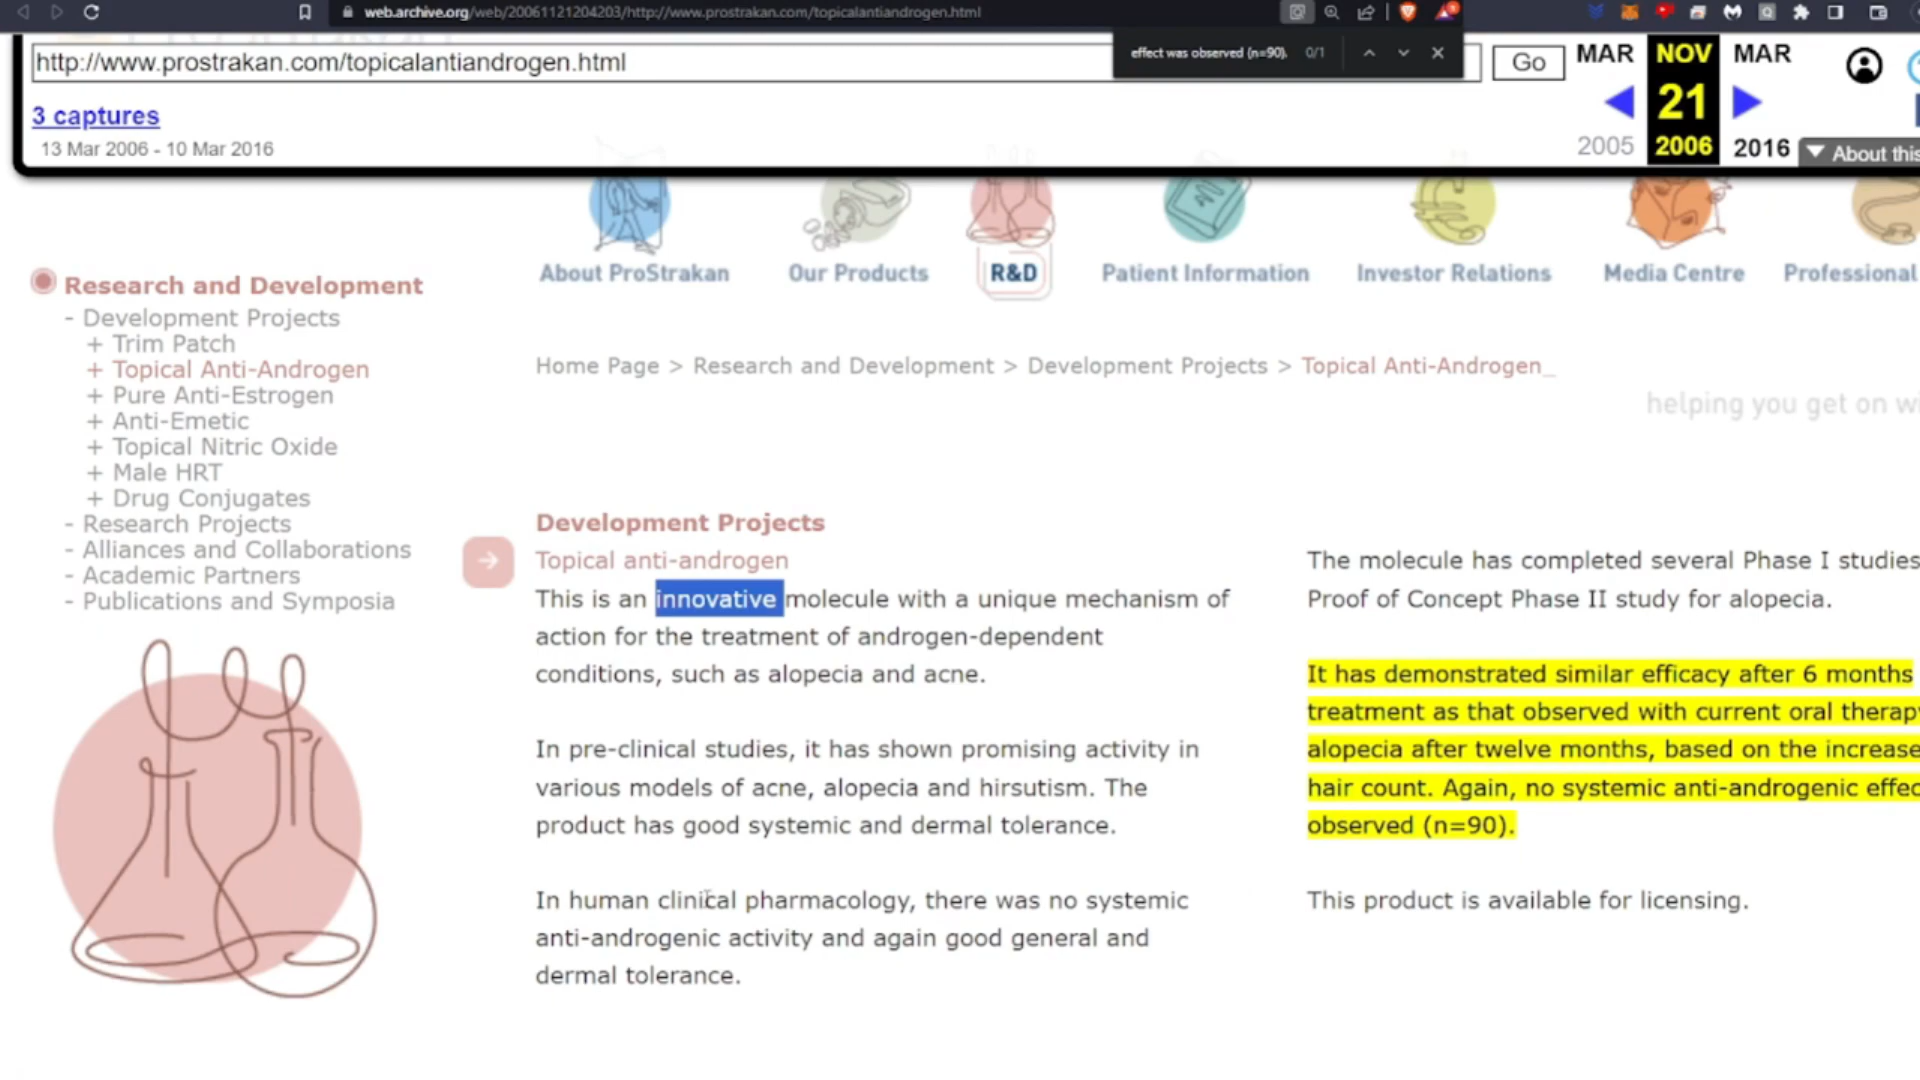 web.archive.org/web/20061121204203/http://www.prostrakan.com/topicalantiandrogen.html
effect was observed (n=90). 0/1
http://www.prostrakan.com/topicalantiandrogen.html
Go
MAR NOV MAR
3 captures
21
13 Mar 2006 - 10 Mar 2016
2005 2006 2016
About this
About ProStrakan Our Products R&D Patient Information Investor Relations Media Centre Professional
Research and Development
- Development Projects
+ Trim Patch
+ Topical Anti-Androgen
+ Pure Anti-Estrogen
+ Anti-Emetic
+ Topical Nitric Oxide
+ Male HRT
+ Drug Conjugates
- Research Projects
- Alliances and Collaborations
- Academic Partners
- Publications and Symposia
Home Page > Research and Development > Development Projects > Topical Anti-Androgen_
helping you get on wi
Development Projects
Topical anti-androgen
This is an innovative molecule with a unique mechanism of
action for the treatment of androgen-dependent
conditions, such as alopecia and acne.
In pre-clinical studies, it has shown promising activity in
various models of acne, alopecia and hirsutism. The
product has good systemic and dermal tolerance.
In human clinical pharmacology, there was no systemic
anti-androgenic activity and again good general and
dermal tolerance.
The molecule has completed several Phase I studies
Proof of Concept Phase II study for alopecia.
It has demonstrated similar efficacy after 6 months
treatment as that observed with current oral therapy
alopecia after twelve months, based on the increase
hair count. Again, no systemic anti-androgenic effec
observed (n=90).
This product is available for licensing.